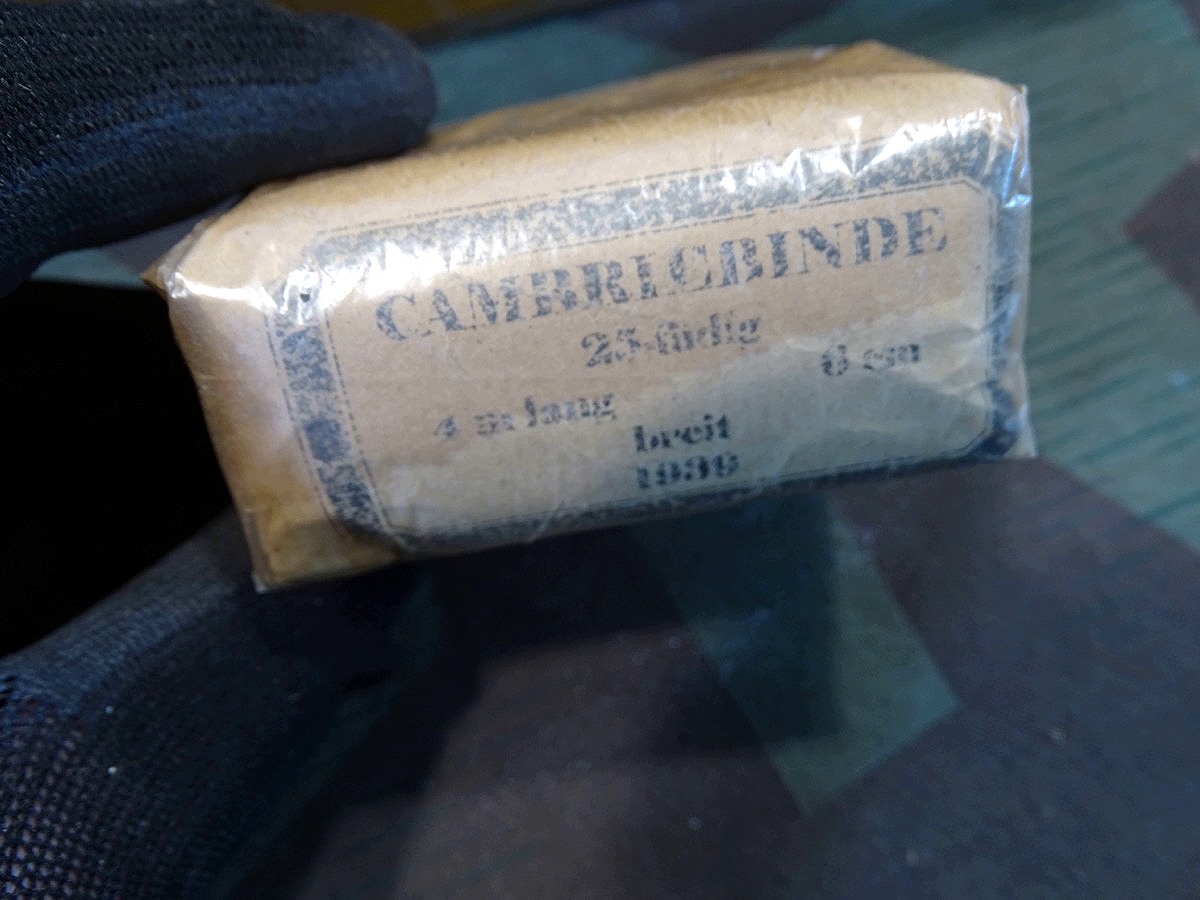 CAMBRICBINDE
25-fädig
4 m lang 6 cm
breit
1939